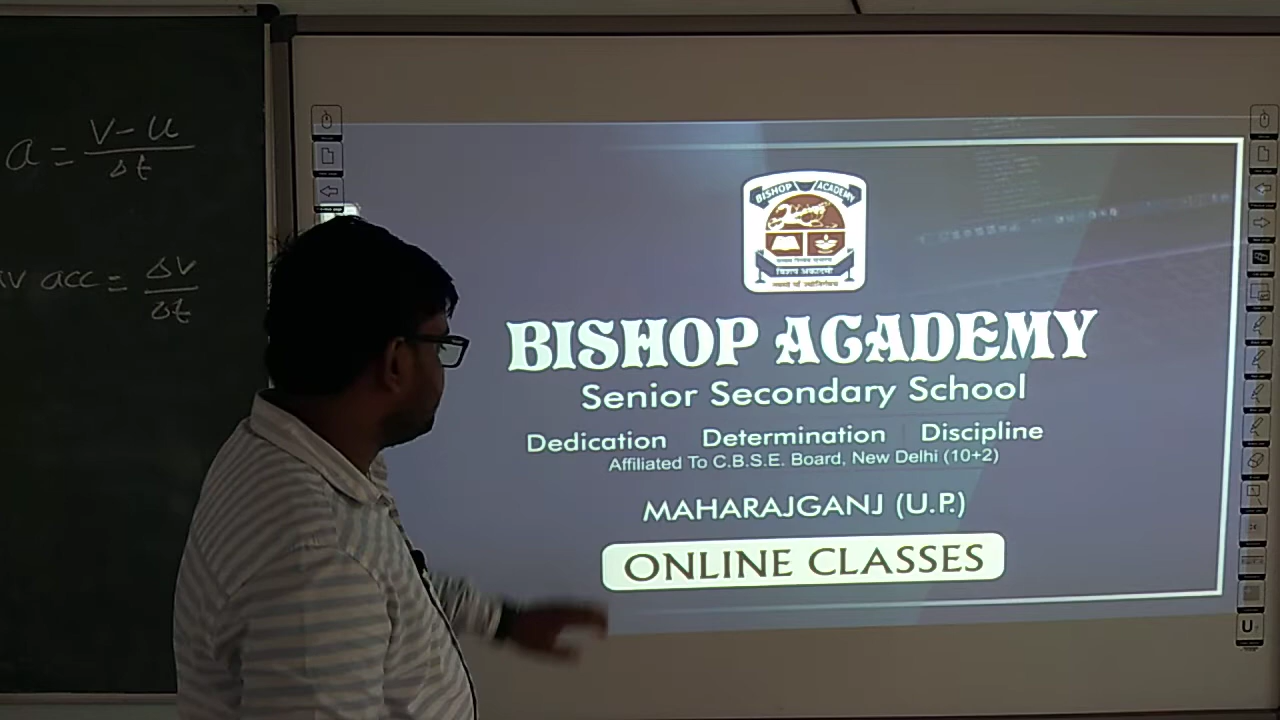 a = v-u/Δt
av acc = Δv/Δt
BISHOP ACADEMY
BISHOP ACADEMY
Senior Secondary School
Dedication Determination Discipline
Affiliated To C.B.S.E. Board, New Delhi (10+2)
MAHARAJGANJ (U.P.)
ONLINE CLASSES
U